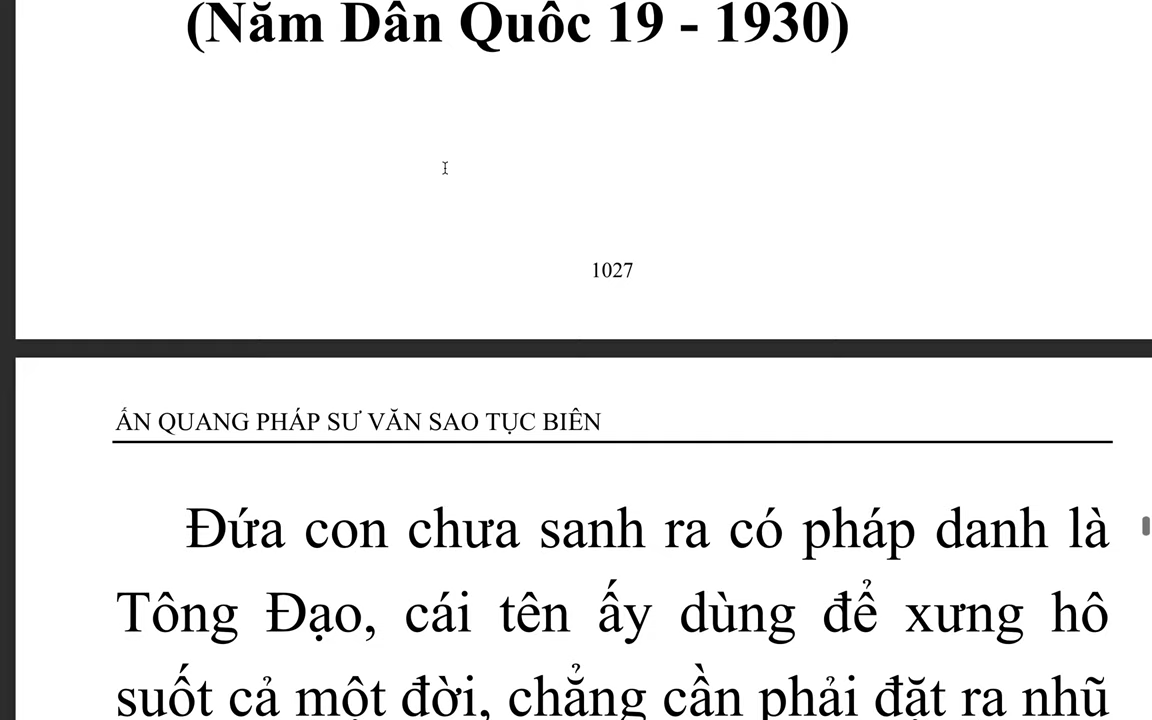 (Năm Dân Quốc 19 - 1930)
1027
ẤN QUANG PHÁP SƯ VĂN SAO TỤC BIÊN
Đứa con chưa sanh ra có pháp danh là
Tông Đạo, cái tên ấy dùng để xưng hô
suốt cả một đời, chẳng cần phải đặt ra nhũ